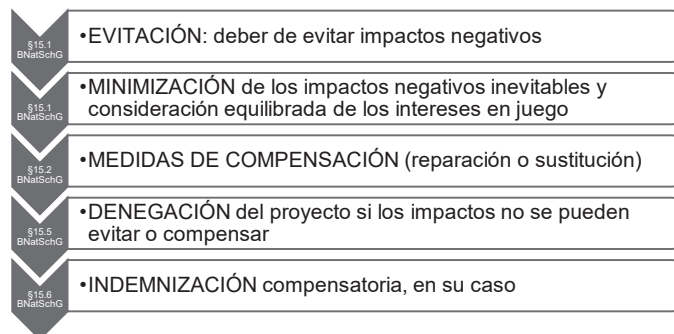 §15.1
BNatSchG
•EVITACIÓN: deber de evitar impactos negativos
§15.1
BNatSchG
•MINIMIZACIÓN de los impactos negativos inevitables y
consideración equilibrada de los intereses en juego
§15.2
BNatSchG
•MEDIDAS DE COMPENSACIÓN (reparación o sustitución)
§15.5
BNatSchG
•DENEGACIÓN del proyecto si los impactos no se pueden
evitar o compensar
§15.6
BNatSchG
•INDEMNIZACIÓN compensatoria, en su caso